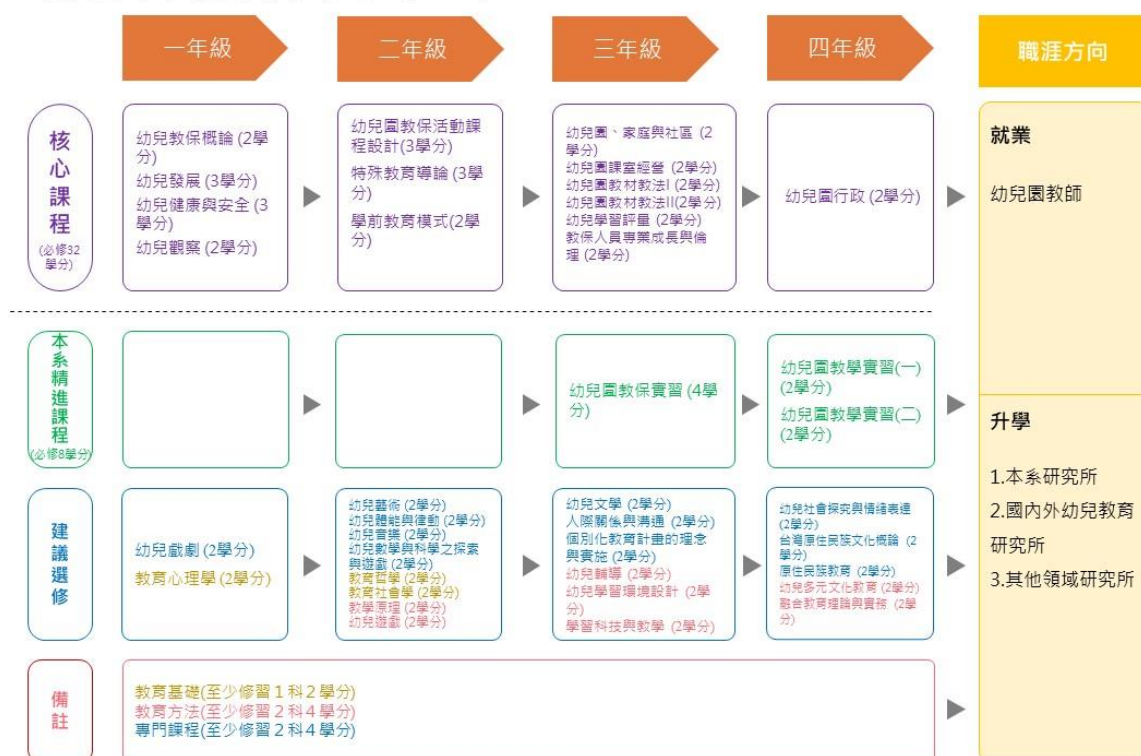 一年級
二年級
三年級
四年級
職涯方向
核
心
課
程
(必修32
學分)
幼兒教保概論 (2學
分)
幼兒發展 (3學分)
幼兒健康與安全 (3
學分)
幼兒觀察 (2學分)
幼兒園教保活動課
程設計(3學分)
特殊教育導論 (3學
分)
學前教育模式(2學
分)
幼兒園、家庭與社區 (2
學分)
幼兒園課室經營 (2學分)
幼兒園教材教法I (2學分)
幼兒園教材教法II(2學分)
幼兒學習評量 (2學分)
教保人員專業成長與倫
理 (2學分)
幼兒園行政 (2學分)
就業
幼兒園教師
本
系
精
進
課
程
(必修8學分)
幼兒園教保實習 (4學
分)
幼兒園教學實習(一)
(2學分)
幼兒園教學實習(二)
(2學分)
升學
1.本系研究所
2.國內外幼兒教育
研究所
3.其他領域研究所
建
議
選
修
幼兒戲劇 (2學分)
教育心理學 (2學分)
幼兒藝術 (2學分)
幼兒體能與律動 (2學分)
幼兒音樂 (2學分)
幼兒數學與科學之探索
與遊戲 (2學分)
教育哲學 (2學分)
教育社會學 (2學分)
教學原理 (2學分)
幼兒遊戲 (2學分)
幼兒文學 (2學分)
人際關係與溝通 (2學分)
個別化教育計畫的理念
與實施 (2學分)
幼兒輔導 (2學分)
幼兒學習環境設計 (2學
分)
學習科技與教學 (2學分)
幼兒社會探究與情緒表達
(2學分)
台灣原住民族文化概論 (2
學分)
原住民族教育 (2學分)
幼兒多元文化教育 (2學分)
融合教育理論與實務 (2學
分)
備
註
教育基礎(至少修習1科2學分)
教育方法(至少修習2科4學分)
專門課程(至少修習2科4學分)